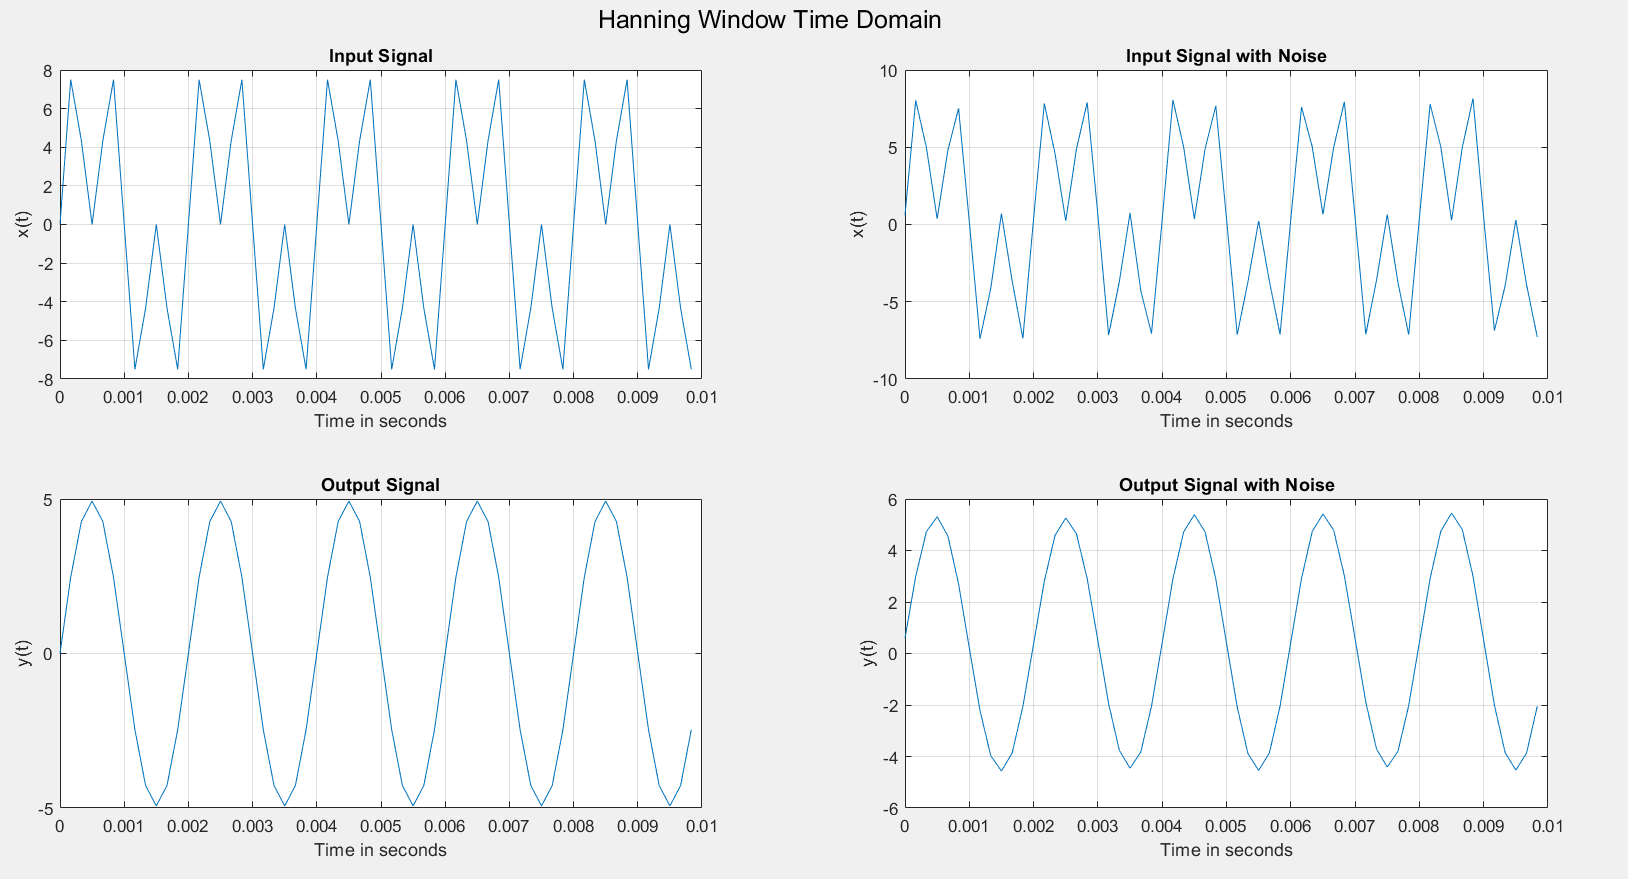 Hanning Window Time Domain
Input Signal
8
6
4
2
0
-2
-4
-6
-8
x(t)
0 0.001 0.002 0.003 0.004 0.005 0.006 0.007 0.008 0.009 0.01
Time in seconds
Input Signal with Noise
10
5
0
-5
-10
x(t)
0 0.001 0.002 0.003 0.004 0.005 0.006 0.007 0.008 0.009 0.01
Time in seconds
Output Signal
5
0
-5
y(t)
0 0.001 0.002 0.003 0.004 0.005 0.006 0.007 0.008 0.009 0.01
Time in seconds
Output Signal with Noise
6
4
2
0
-2
-4
-6
y(t)
0 0.001 0.002 0.003 0.004 0.005 0.006 0.007 0.008 0.009 0.01
Time in seconds